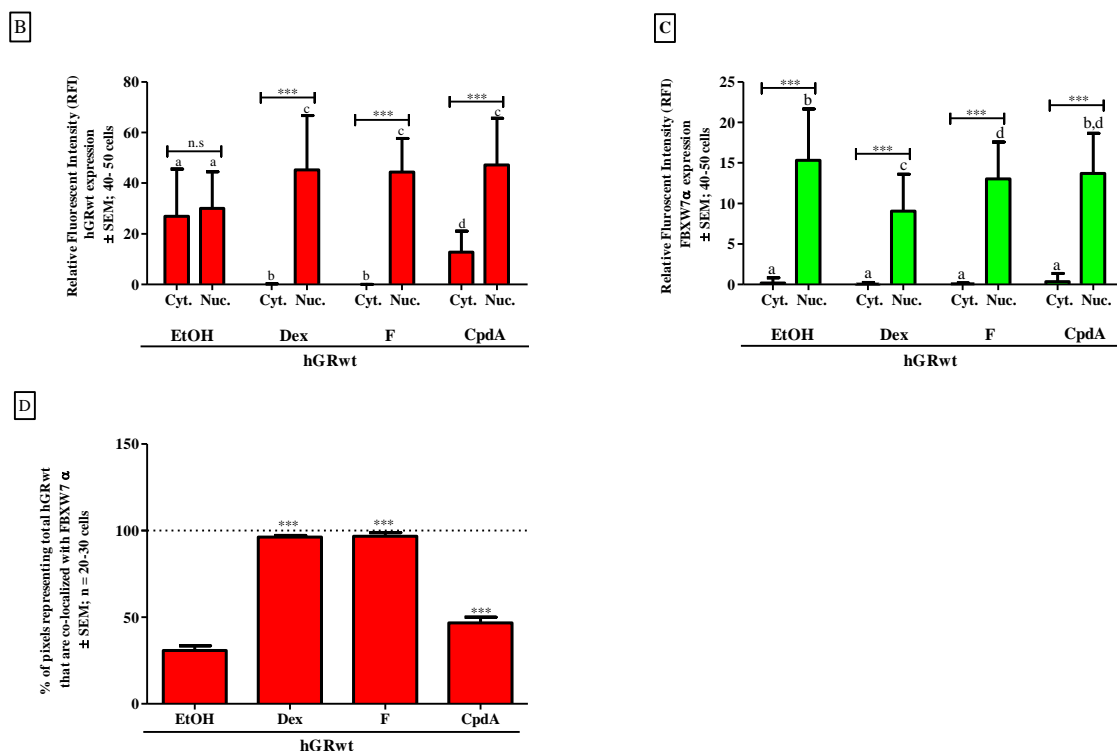 B
Relative Fluorescent Intensity (RFI)
hGRwt expression
± SEM; 40- 50 cells
80
60
40
20
0
n.s
a
a
***
b
c
***
b
c
***
d
c
Cyt. Nuc. Cyt. Nuc. Cyt. Nuc. Cyt. Nuc.
EtOH Dex F CpdA
hGRwt
C
Relative Fluroscent Intensity (RFI)
FBXW7α expression
± SEM; 40-50 cells
25
20
15
10
5
0
***
a
b
***
a
c
***
a
d
***
a
b,d
Cyt. Nuc. Cyt. Nuc. Cyt. Nuc. Cyt. Nuc.
EtOH Dex F CpdA
hGRwt
D
% of pixels representing total hGRwt
that are co-localized with FBXW7 α
± SEM; n = 20-30 cells
150
100
50
0
***
***
***
EtOH Dex F CpdA
hGRwt